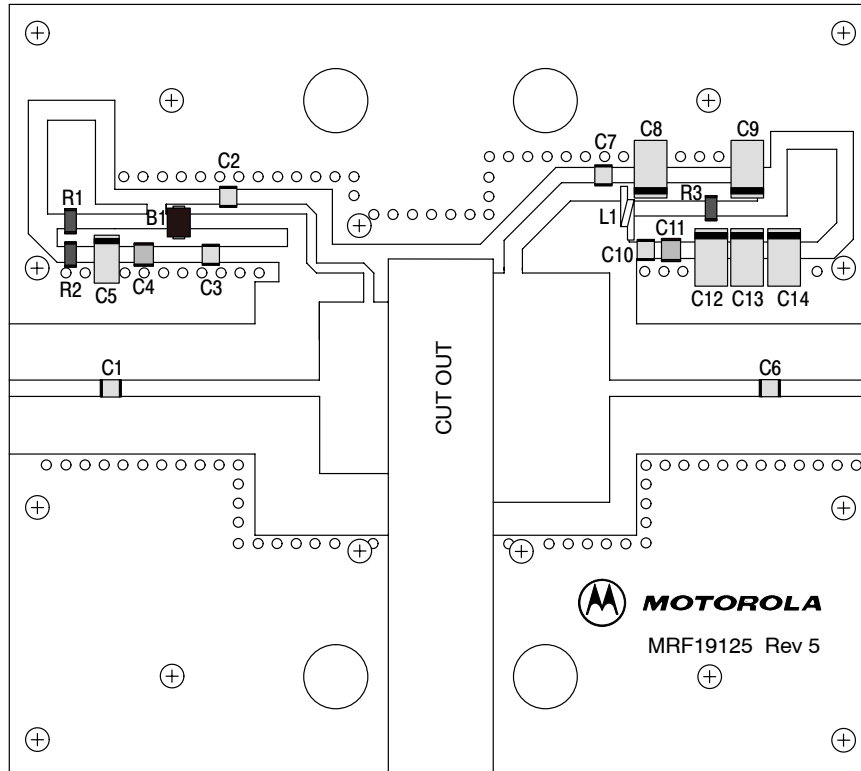 C2
C7
C8
C9
R1
B1
R3
L1
C11
C10
R2
C5
C4
C3
C12
C13
C14
C1
C6
CUT OUT
MOTOROLA
MRF19125 Rev 5